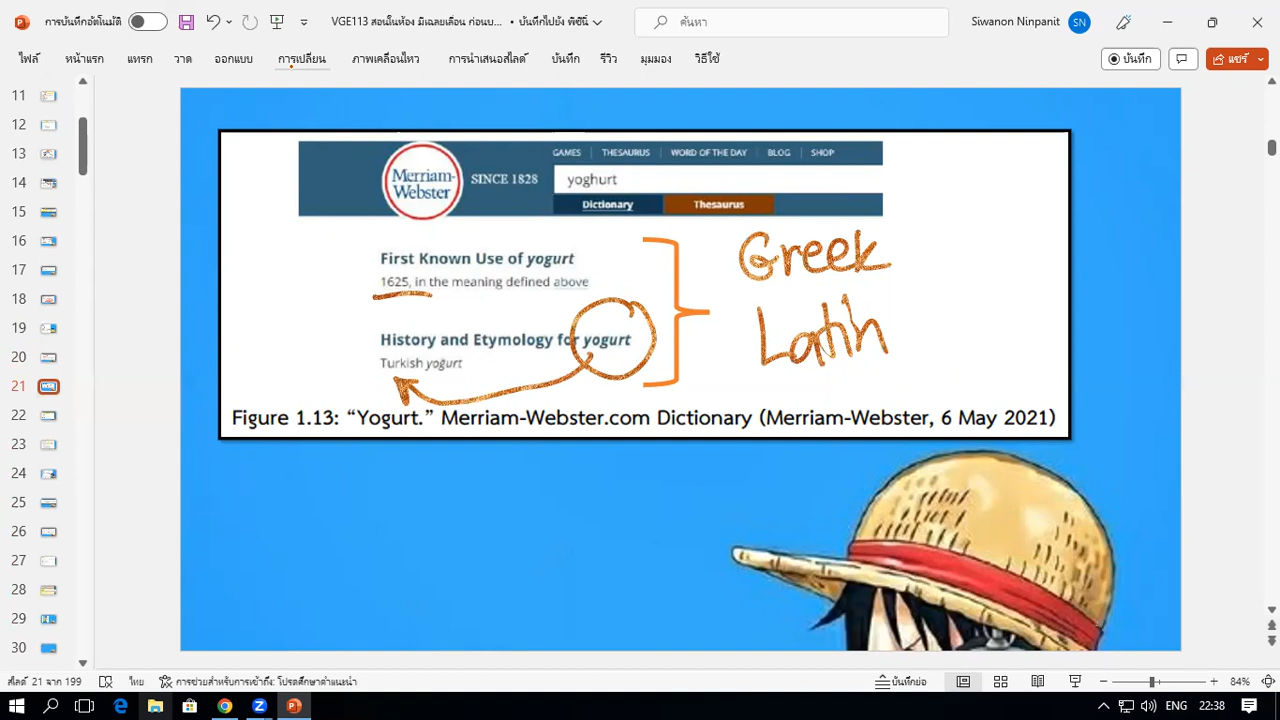 การบันทึกอัตโนมัติ
VGE113 สอนในห้อง มีเฉลยเลื่อน ก่อนบ... • บันทึกไปยัง พีซีนี้
ค้นหา
Siwanon Ninpanit
SN
ไฟล์ หน้าแรก แทรก วาด ออกแบบ การเปลี่ยน ภาพเคลื่อนไหว การนำเสนอสไลด์ บันทึก รีวิว มุมมอง วิธีใช้
บันทึก
แชร์
11
12
13
14
15
16
17
18
19
20
21
22
23
24
25
26
27
28
29
30
Merriam-
Webster
SINCE 1828
GAMES | THESAURUS | WORD OF THE DAY | BLOG | SHOP
yoghurt
Dictionary Thesaurus
First Known Use of yogurt
1625, in the meaning defined above
History and Etymology for yogurt
Turkish yoğurt
Greek
Latin
Figure 1.13: “Yogurt.” Merriam-Webster.com Dictionary (Merriam-Webster, 6 May 2021)
สไลด์ 21 จาก 199
ไทย
การช่วยสำหรับการเข้าถึง: โปรดศึกษาคำแนะนำ
บันทึกย่อ
84%
ENG
22:38